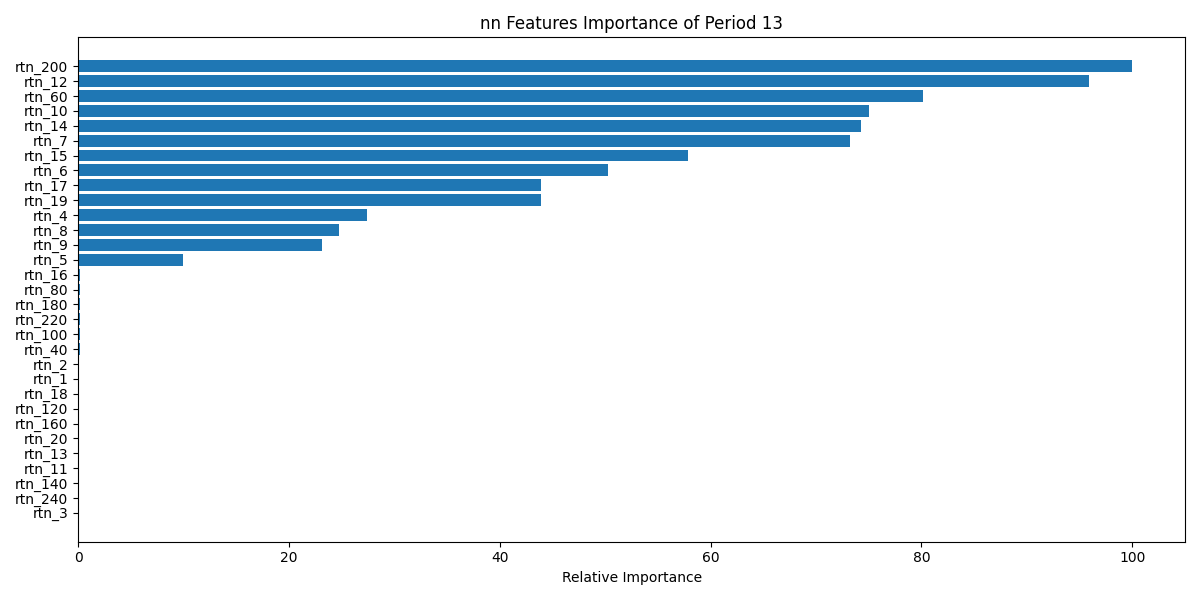 nn Features Importance of Period 13
rtn_200
rtn_12
rtn_60
rtn_10
rtn_14
rtn_7
rtn_15
rtn_6
rtn_17
rtn_19
rtn_4
rtn_8
rtn_9
rtn_5
rtn_16
rtn_80
rtn_180
rtn_220
rtn_100
rtn_40
rtn_2
rtn_1
rtn_18
rtn_120
rtn_160
rtn_20
rtn_13
rtn_11
rtn_140
rtn_240
rtn_3
0 20 40 60 80 100
Relative Importance